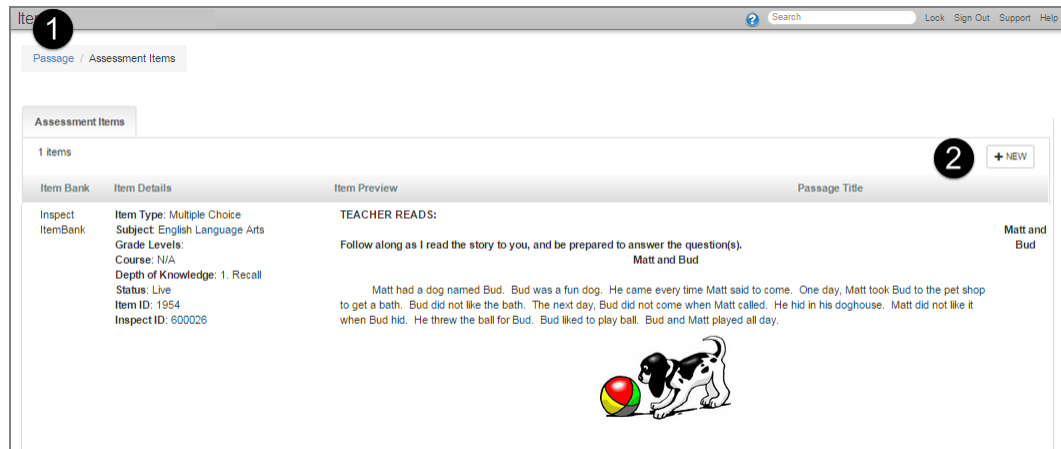 Ite
1
Search
Lock Sign Out Support Help
Passage / Assessment Items
Assessment Items
1 items
2
+ NEW
Item Bank Item Details Item Preview Passage Title
Inspect
ItemBank
Item Type: Multiple Choice
Subject: English Language Arts
Grade Levels:
Course: N/A
Depth of Knowledge: 1. Recall
Status: Live
Item ID: 1954
Inspect ID: 600026
TEACHER READS:
Follow along as I read the story to you, and be prepared to answer the question(s).
Matt and Bud
Matt had a dog named Bud. Bud was a fun dog. He came every time Matt said to come. One day, Matt took Bud to the pet shop
to get a bath. Bud did not like the bath. The next day, Bud did not come when Matt called. He hid in his doghouse. Matt did not like it
when Bud hid. He threw the ball for Bud. Bud liked to play ball. Bud and Matt played all day.
Matt and
Bud